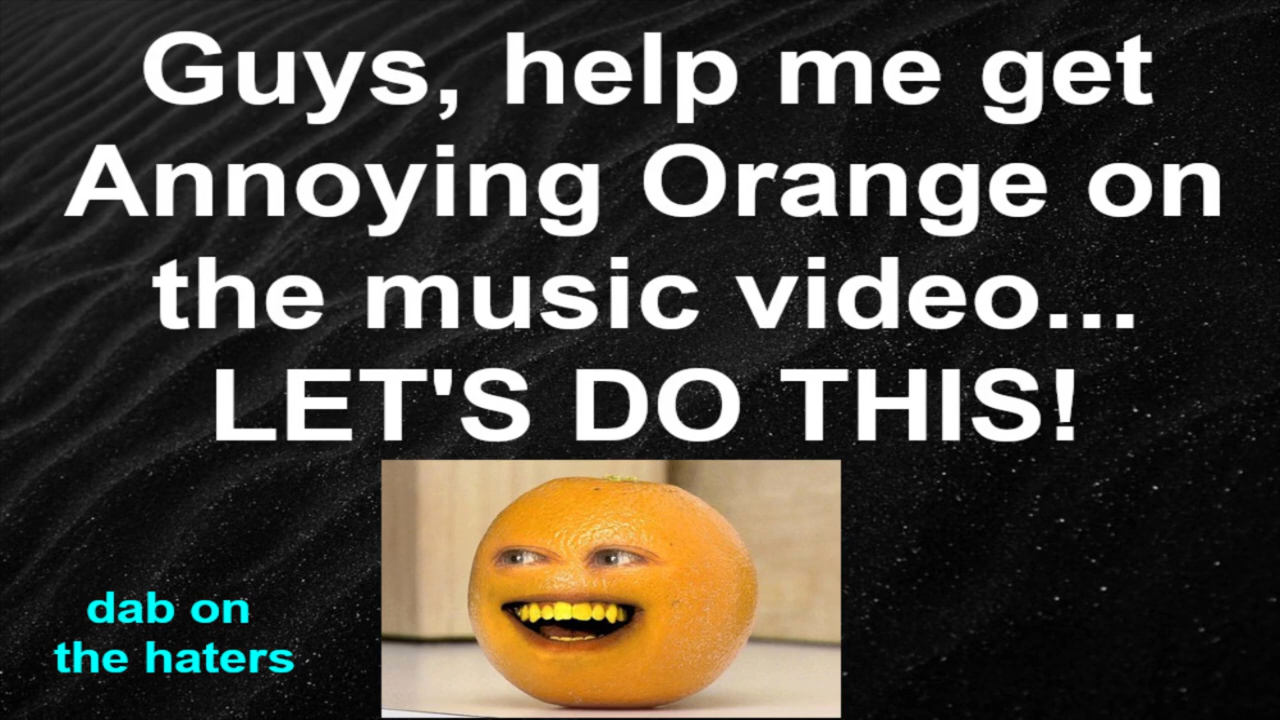 Guys, help me get
Annoying Orange on
the music video...
LET'S DO THIS!
dab on
the haters